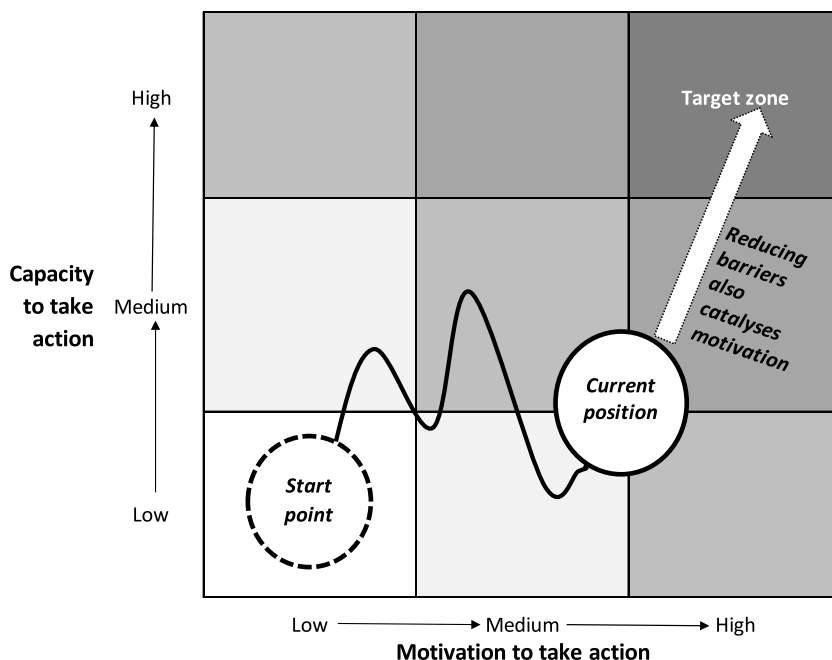 High
Target zone
Reducing
barriers
also
catalyses
motivation
Capacity
to take
action
Medium
Current
position
Start
point
Low
Low
Medium
High
Motivation to take action